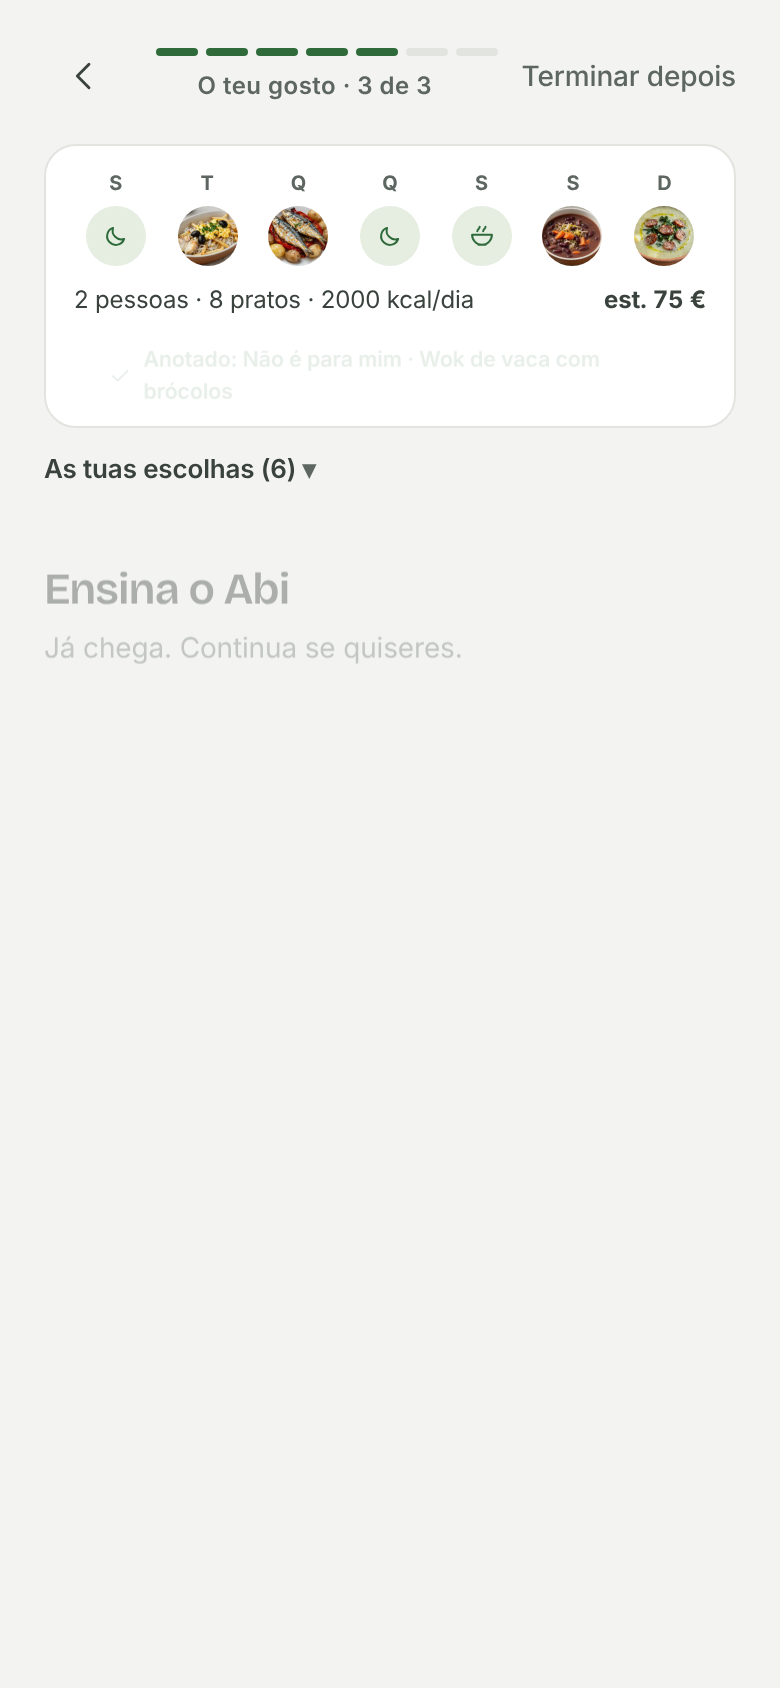 O teu gosto · 3 de 3
Terminar depois
S T Q Q S S D
2 pessoas · 8 pratos · 2000 kcal/dia
est. 75 €
Anotado: Não é para mim · Wok de vaca com
brócolos
As tuas escolhas (6) ▾
Ensina o Abi
Já chega. Continua se quiseres.